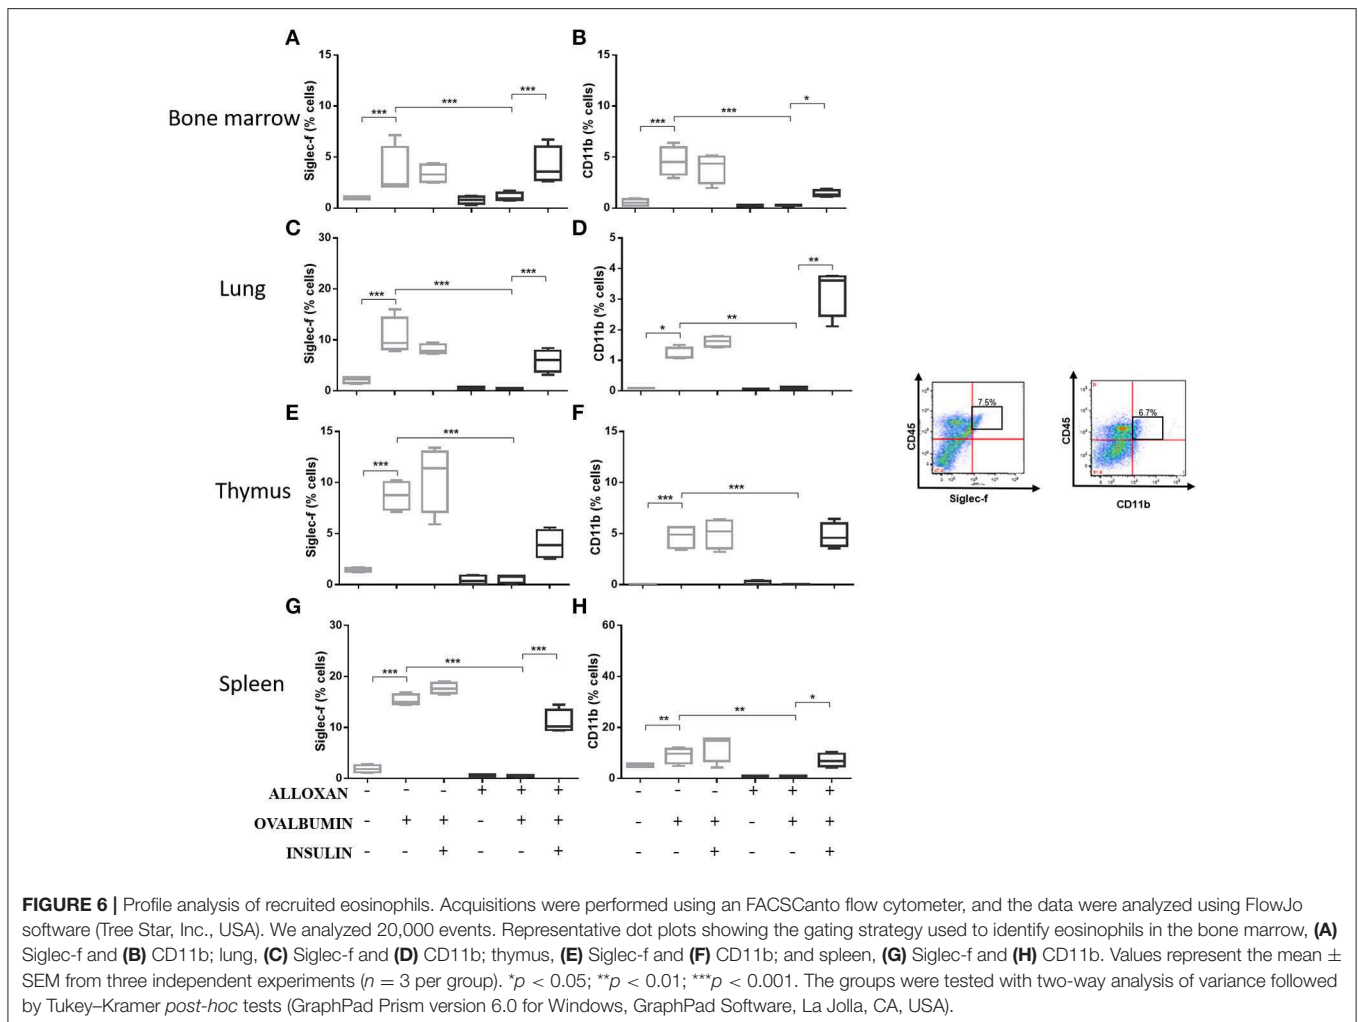 A
B
Bone marrow
Siglec-f (% cells)
15
10
5
0
***
***
***
CD11b (% cells)
15
10
5
0
***
***
*
C
D
Lung
Siglec-f (% cells)
30
20
10
0
***
***
***
CD11b (% cells)
5
4
3
2
1
0
*
**
**
E
F
Thymus
Siglec-f (% cells)
15
10
5
0
***
***
CD11b (% cells)
15
10
5
0
***
***
G
H
Spleen
Siglec-f (% cells)
30
20
10
0
***
***
***
CD11b (% cells)
60
40
20
0
**
**
*
ALLOXAN - - - + + + - - - + + +
OVALBUMIN - + + - + + - + + - + +
INSULIN - - + - - + - - + - - +
CD45
7.5%
Siglec-f
CD45
6.7%
CD11b
FIGURE 6 | Profile analysis of recruited eosinophils. Acquisitions were performed using an FACSCanto flow cytometer, and the data were analyzed using FlowJo
software (Tree Star, Inc., USA). We analyzed 20,000 events. Representative dot plots showing the gating strategy used to identify eosinophils in the bone marrow, (A)
Siglec-f and (B) CD11b; lung, (C) Siglec-f and (D) CD11b; thymus, (E) Siglec-f and (F) CD11b; and spleen, (G) Siglec-f and (H) CD11b. Values represent the mean ±
SEM from three independent experiments (n = 3 per group). *p < 0.05; **p < 0.01; ***p < 0.001. The groups were tested with two-way analysis of variance followed
by Tukey–Kramer post-hoc tests (GraphPad Prism version 6.0 for Windows, GraphPad Software, La Jolla, CA, USA).